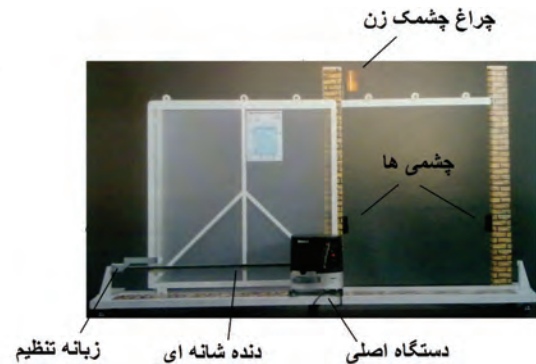 چراغ چشمک زن
چشمی ها
دستگاه اصلی
دنده شانه ای
زبانه تنظیم